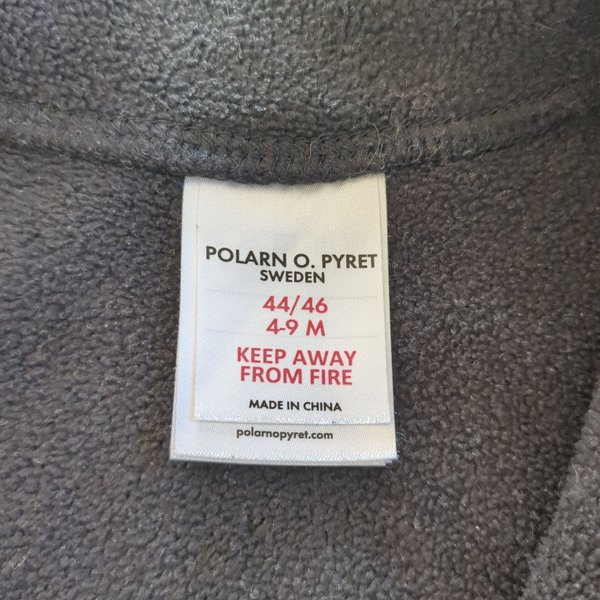 POLARN O. PYRET
SWEDEN
44/46
4-9 M
KEEP AWAY
FROM FIRE
MADE IN CHINA
polarnopyret.com